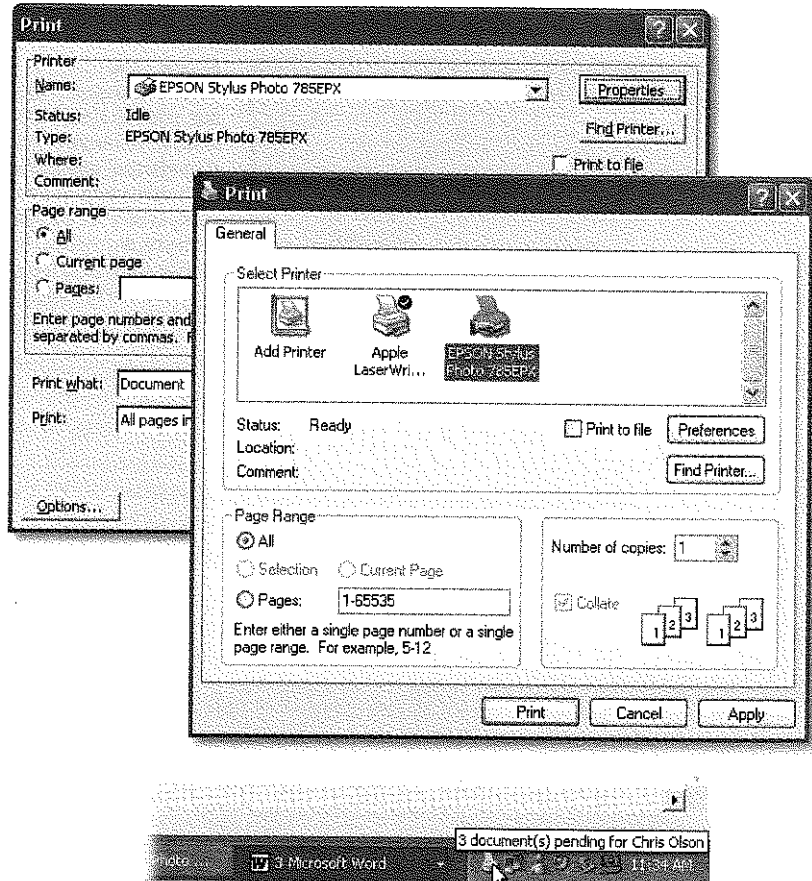 Print
Printer
Name: EPSON Stylus Photo 785EPX
Properties
Status: Idle
Type: EPSON Stylus Photo 785EPX
Find Printer...
Where:
Comment:
Print to file
Page range
All
Current page
Pages:
Enter page numbers and
separated by commas.
Print what: Document
Print: All pages in
Options...
Print
General
Select Printer
Add Printer
Apple
LaserWri...
EPSON Stylus
Photo 785EPX
Status: Ready
Location:
Comment:
Print to file
Preferences
Find Printer...
Page Range
All
Selection Current Page
Pages: 1-65535
Enter either a single page number or a single
page range. For example, 5-12
Number of copies: 1
Collate
1 2 3 1 2 3
Print Cancel Apply
3 document(s) pending for Chris Olson
3 Microsoft Word
11:34 AM